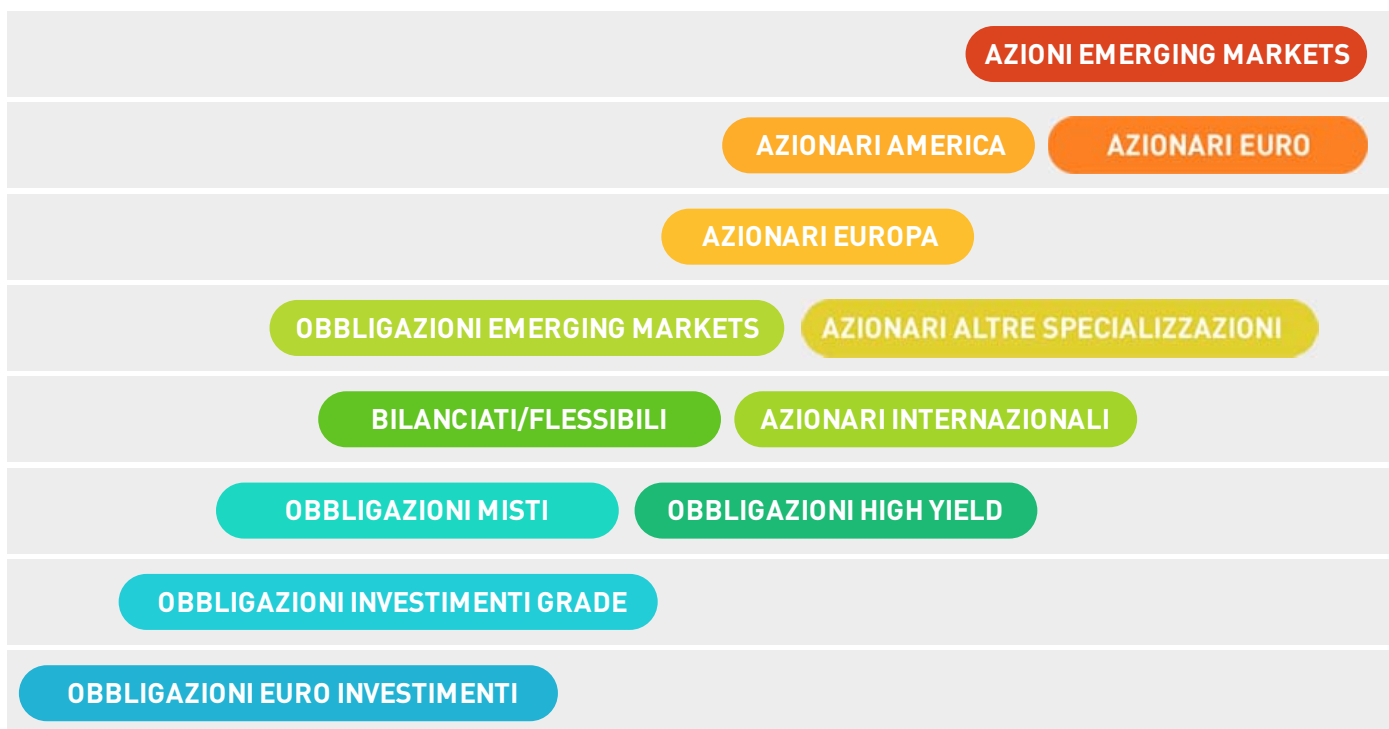 AZIONI EMERGING MARKETS
AZIONARI AMERICA
AZIONARI EURO
AZIONARI EUROPA
OBBLIGAZIONI EMERGING MARKETS
AZIONARI ALTRE SPECIALIZZAZIONI
BILANCIATI/FLESSIBILI
AZIONARI INTERNAZIONALI
OBBLIGAZIONI MISTI
OBBLIGAZIONI HIGH YIELD
OBBLIGAZIONI INVESTIMENTI GRADE
OBBLIGAZIONI EURO INVESTIMENTI